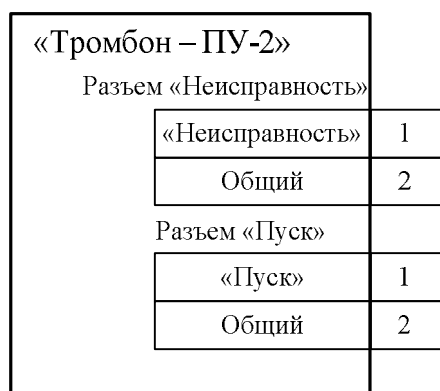 «Тромбон – ПУ-2»
Разъем «Неисправность»
«Неисправность» 1
Общий 2
Разъем «Пуск»
«Пуск» 1
Общий 2